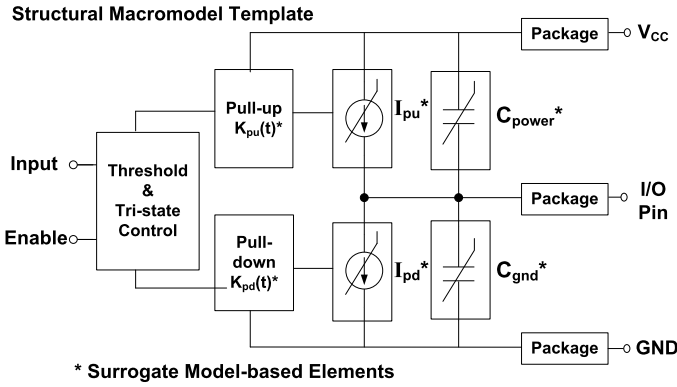 Structural Macromodel Template
Package
V_CC
Pull-up
K_pu(t)*
I_pu*
C_power*
Input
Threshold
&
Tri-state
Control
Enable
Package
I/O
Pin
Pull-
down
K_pd(t)*
I_pd*
C_gnd*
Package
GND
* Surrogate Model-based Elements